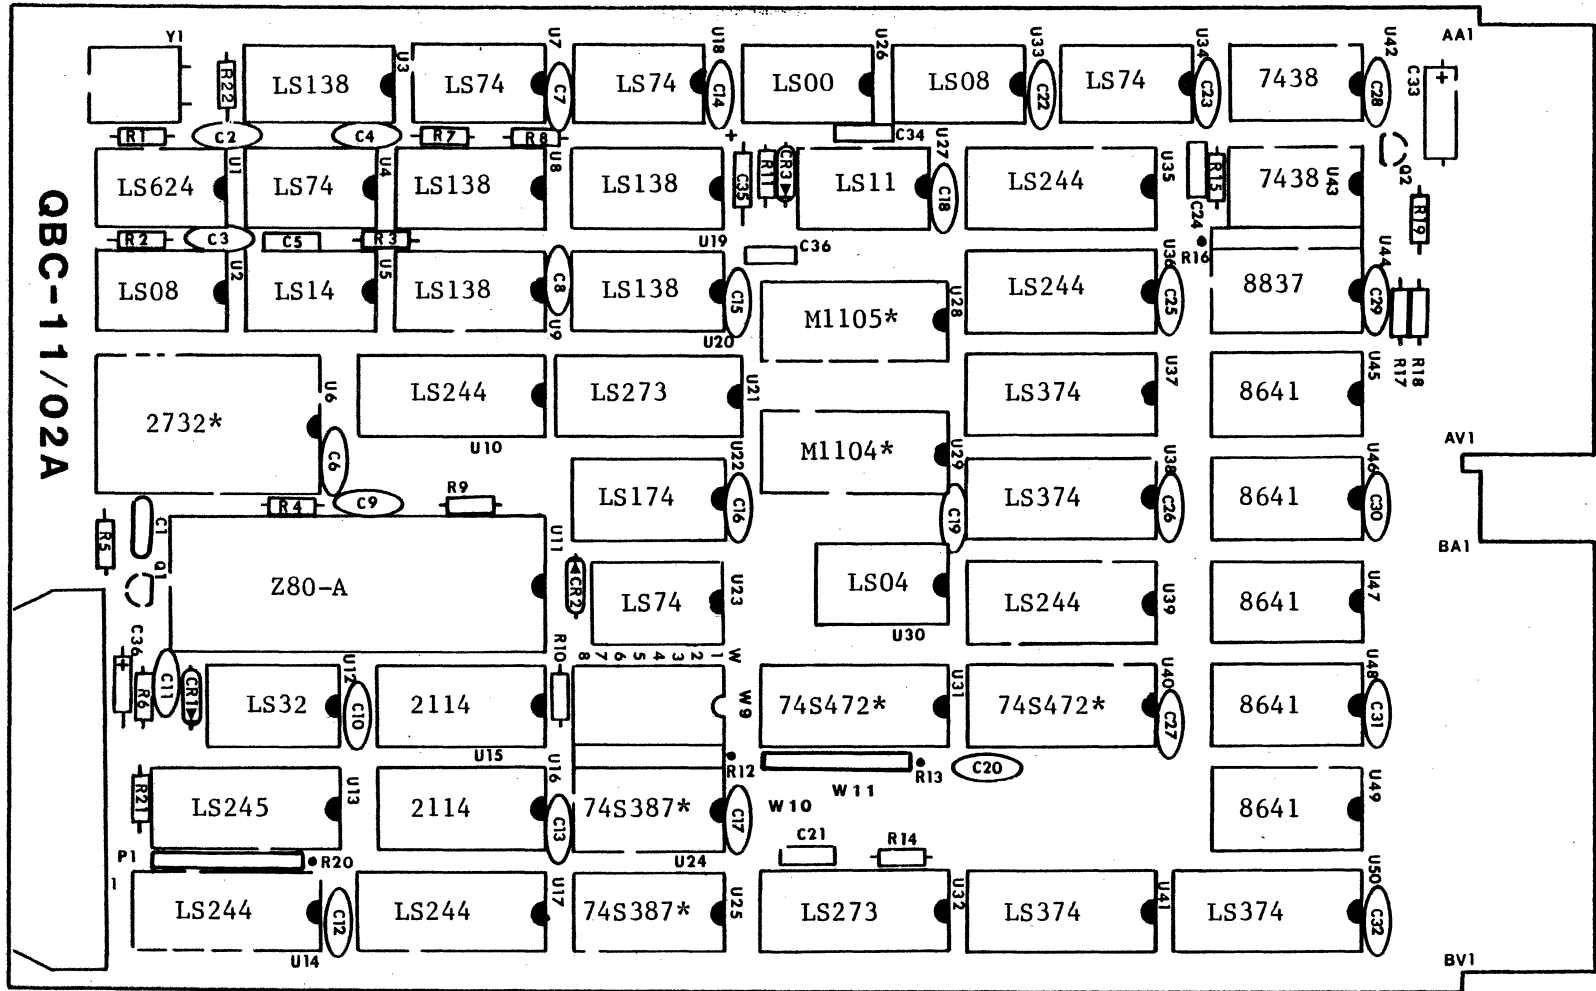 QBC-11/02A
Y1
R22
LS138
U3
LS74
U7
C7
LS74
U18
C14
LS00
U26
LS08
U33
C22
LS74
U34
C23
7438
U42
C28
AA1
C33
+
R1
C2
C4
R7
R8
+
C34
Q2
LS624
U1
LS74
U4
LS138
U8
LS138
U19
C35
R11
CR3
LS11
U27
C18
LS244
U35
C24
R15
7438
U43
R19
R2
C3
C5
R3
C36
R16
LS08
U2
LS14
U5
LS138
U9
C8
LS138
U20
C15
M1105*
U28
LS244
U36
C25
8837
U44
C29
R17
R18
2732*
U6
C6
LS244
U10
LS273
U21
M1104*
U29
LS374
U37
8641
U45
AV1
R4
C9
R9
LS174
U22
C16
C19
LS374
U38
C26
8641
U46
C30
BA1
R5
C1
Q1
Z80-A
U11
CR2
LS74
U23
LS04
U30
LS244
U39
8641
U47
C36
+
R6
C11
CR1
LS32
U12
C10
2114
U15
R10
8 7 6 5 4 3 2 1 W
W9
74S472*
U31
74S472*
U40
C27
8641
U48
C31
R12
R13
C20
W11
W10
R21
LS245
U13
2114
U16
C13
74S387*
U24
C17
8641
U49
P1
R20
C21
R14
1
LS244
U14
C12
LS244
U17
74S387*
U25
LS273
U32
LS374
U41
LS374
U50
C32
BV1